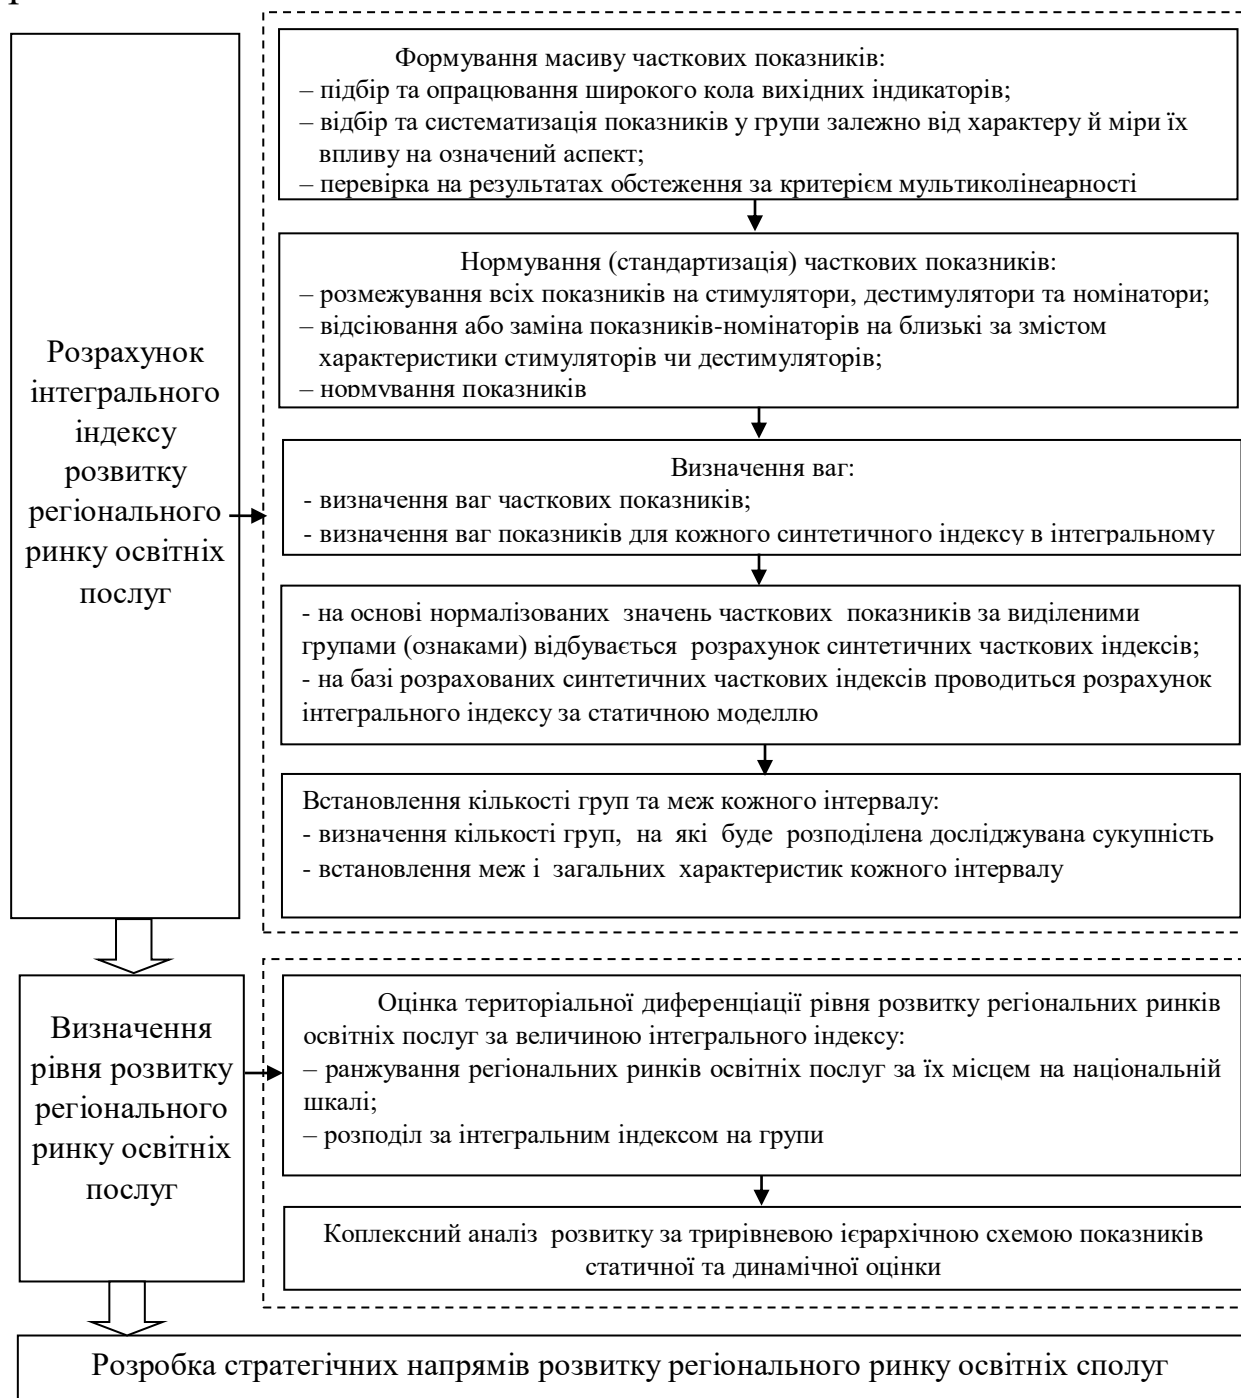 Розрахунок
інтегрального
індексу
розвитку
регіонального
ринку освітніх
послуг
Формування масиву часткових показників:
– підбір та опрацювання широкого кола вихідних індикаторів;
– відбір та систематизація показників у групи залежно від характеру й міри їх
впливу на означений аспект;
– перевірка на результатах обстеження за критерієм мультиколінеарності
Нормування (стандартизація) часткових показників:
– розмежування всіх показників на стимулятори, дестимулятори та номінатори;
– відсіювання або заміна показників-номінаторів на близькі за змістом
характеристики стимуляторів чи дестимуляторів;
– нормування показників
Визначення ваг:
- визначення ваг часткових показників;
- визначення ваг показників для кожного синтетичного індексу в інтегральному
- на основі нормалізованих значень часткових показників за виділеними
групами (ознаками) відбувається розрахунок синтетичних часткових індексів;
- на базі розрахованих синтетичних часткових індексів проводиться розрахунок
інтегрального індексу за статичною моделлю
Встановлення кількості груп та меж кожного інтервалу:
- визначення кількості груп, на які буде розподілена досліджувана сукупність
- встановлення меж і загальних характеристик кожного інтервалу
Визначення
рівня розвитку
регіонального
ринку освітніх
послуг
Оцінка територіальної диференціації рівня розвитку регіональних ринків
освітніх послуг за величиною інтегрального індексу:
– ранжування регіональних ринків освітніх послуг за їх місцем на національній
шкалі;
– розподіл за інтегральним індексом на групи
Коплексний аналіз розвитку за трирівневою ієрархічною схемою показників
статичної та динамічної оцінки
Розробка стратегічних напрямів розвитку регіонального ринку освітніх сполуг